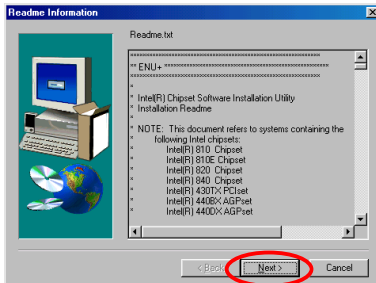 Readme Information
Readme.txt
************************************************************
** ENU+ **************************************************
************************************************************
*
* Intel(R) Chipset Software Installation Utility
* Installation Readme
*
* NOTE: This document refers to systems containing the
* following Intel chipsets:
* Intel(R) 810 Chipset
* Intel(R) 810E Chipset
* Intel(R) 820 Chipset
* Intel(R) 840 Chipset
* Intel(R) 430TX PCIset
* Intel(R) 440BX AGPset
* Intel(R) 440DX AGPset
< Back
Next >
Cancel